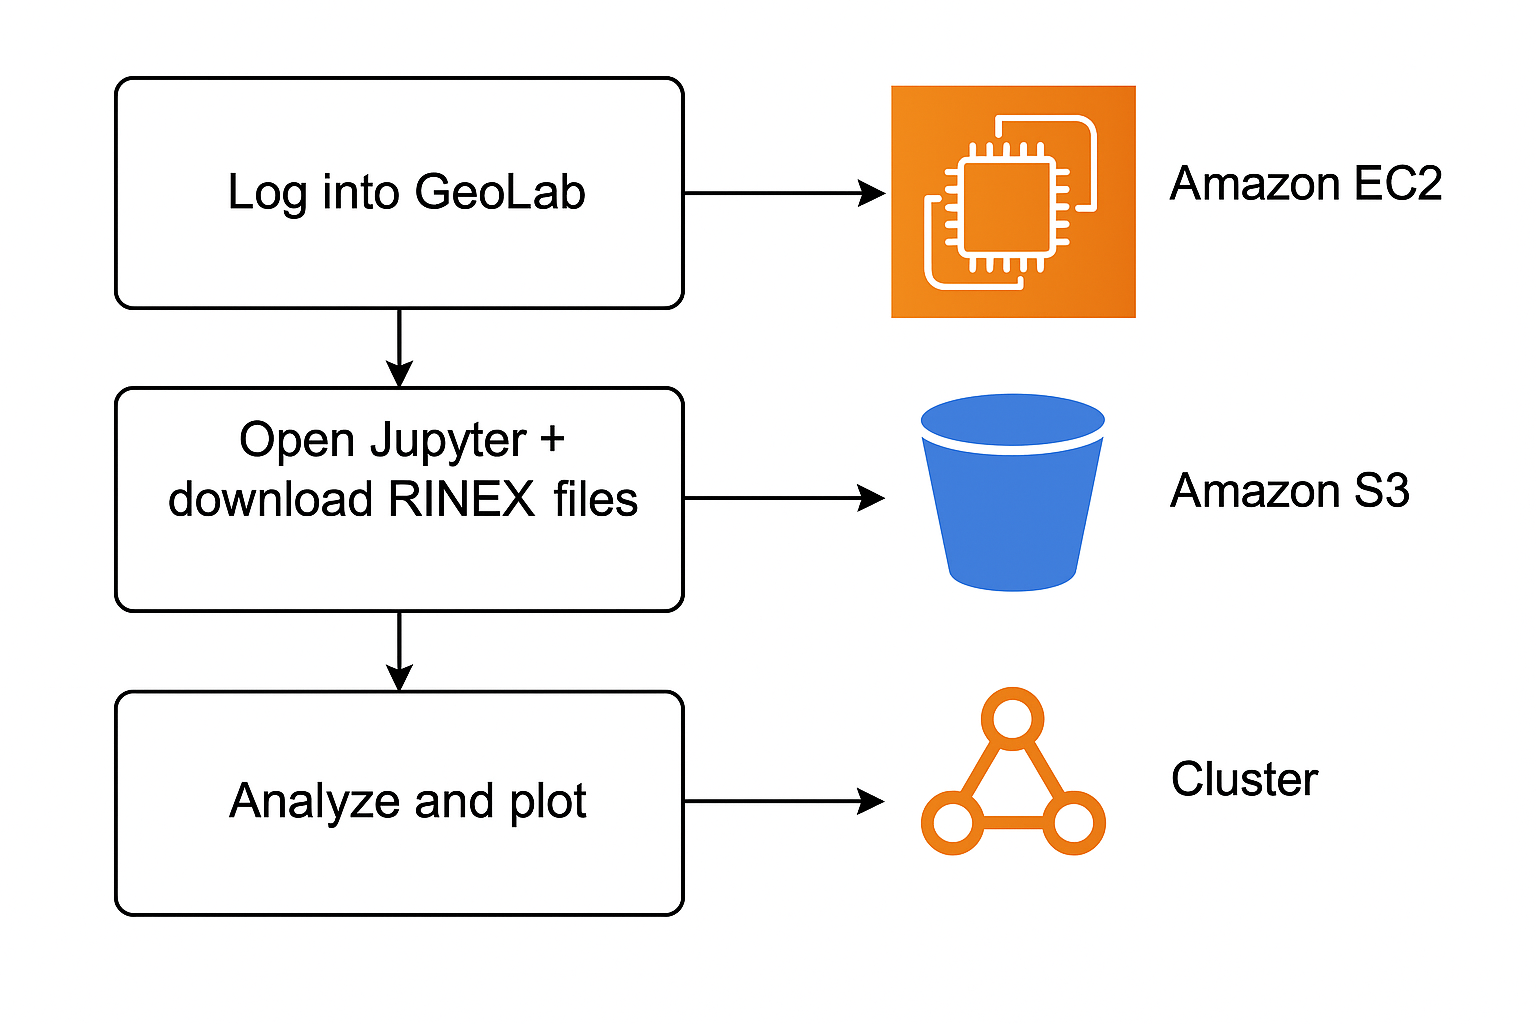 Log into GeoLab
Amazon EC2
Open Jupyter +
download RINEX files
Amazon S3
Analyze and plot
Cluster